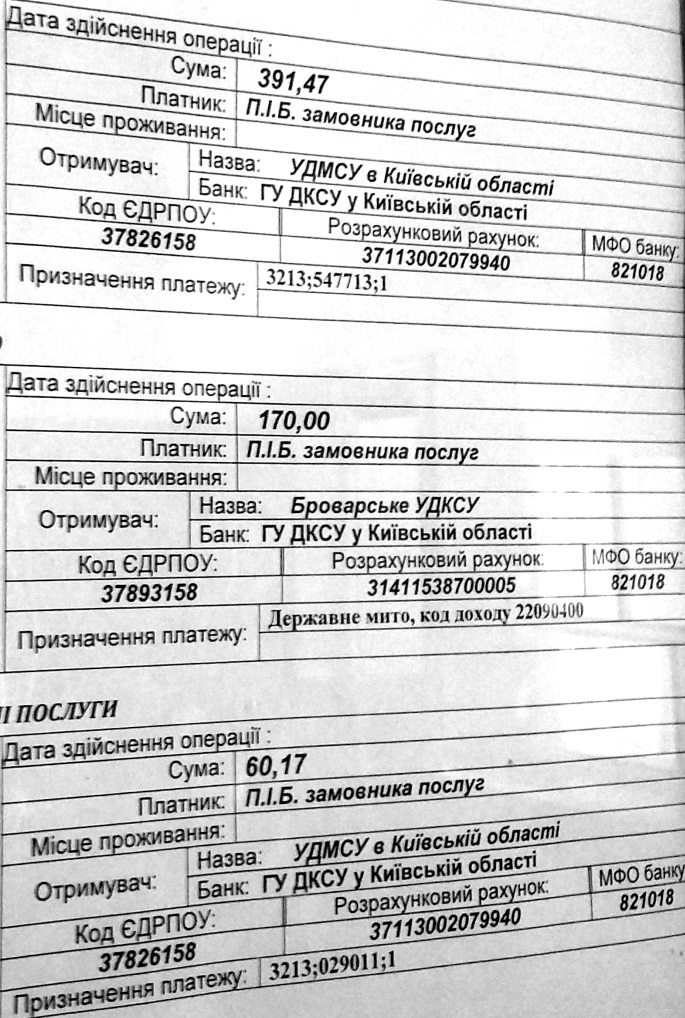 Дата здійснення операції :
Сума: 391,47
Платник: П.І.Б. замовника послуг
Місце проживання:
Отримувач: Назва: УДМСУ в Київській області
Банк: ГУ ДКСУ у Київській області
Код ЄДРПОУ: Розрахунковий рахунок: МФО банку:
37826158 37113002079940 821018
Призначення платежу: 3213;547713;1
Дата здійснення операції :
Сума: 170,00
Платник: П.І.Б. замовника послуг
Місце проживання:
Отримувач: Назва: Броварське УДКСУ
Банк: ГУ ДКСУ у Київській області
Код ЄДРПОУ: Розрахунковий рахунок: МФО банку:
37893158 31411538700005 821018
Призначення платежу: Державне мито, код доходу 22090400
ПОСЛУГИ
Дата здійснення операції :
Сума: 60,17
Платник: П.І.Б. замовника послуг
Місце проживання:
Отримувач: Назва: УДМСУ в Київській області
Банк: ГУ ДКСУ у Київській області
Код ЄДРПОУ: Розрахунковий рахунок: МФО банку
37826158 37113002079940 821018
Призначення платежу: 3213;029011;1